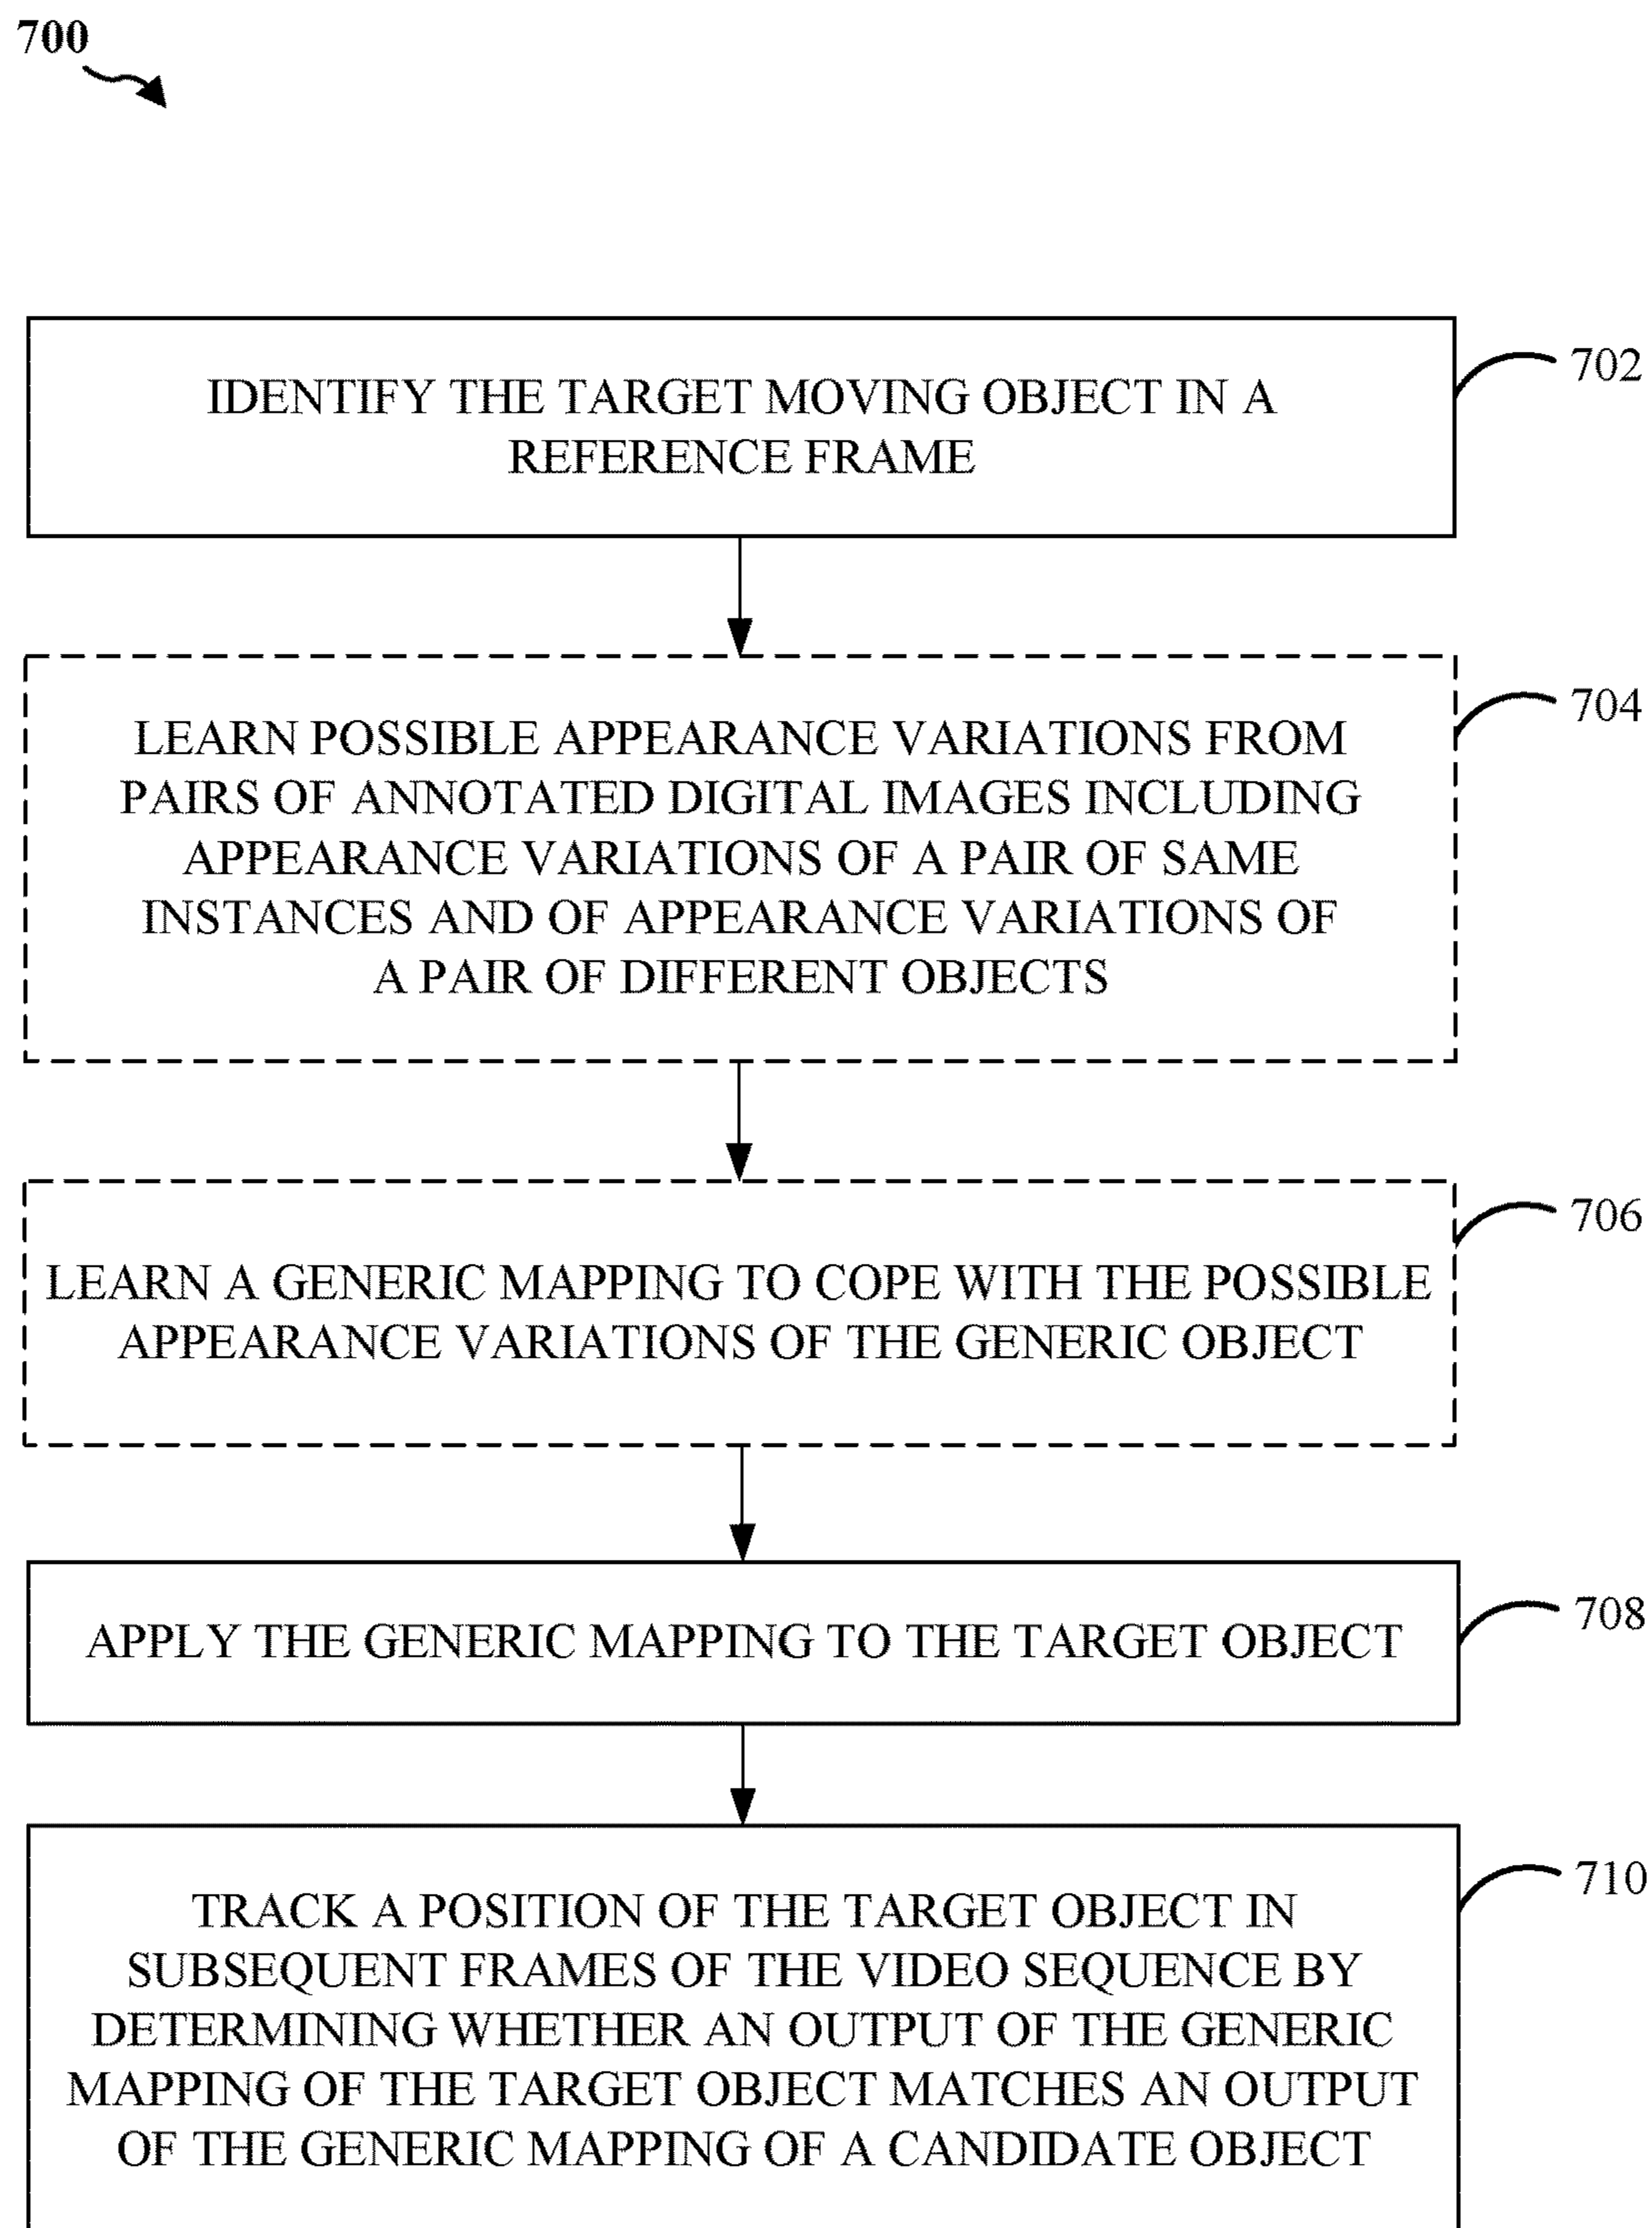 700
702
IDENTIFY THE TARGET MOVING OBJECT IN A
REFERENCE FRAME
704
LEARN POSSIBLE APPEARANCE VARIATIONS FROM
PAIRS OF ANNOTATED DIGITAL IMAGES INCLUDING
APPEARANCE VARIATIONS OF A PAIR OF SAME
INSTANCES AND OF APPEARANCE VARIATIONS OF
A PAIR OF DIFFERENT OBJECTS
706
LEARN A GENERIC MAPPING TO COPE WITH THE POSSIBLE
APPEARANCE VARIATIONS OF THE GENERIC OBJECT
708
APPLY THE GENERIC MAPPING TO THE TARGET OBJECT
710
TRACK A POSITION OF THE TARGET OBJECT IN
SUBSEQUENT FRAMES OF THE VIDEO SEQUENCE BY
DETERMINING WHETHER AN OUTPUT OF THE GENERIC
MAPPING OF THE TARGET OBJECT MATCHES AN OUTPUT
OF THE GENERIC MAPPING OF A CANDIDATE OBJECT